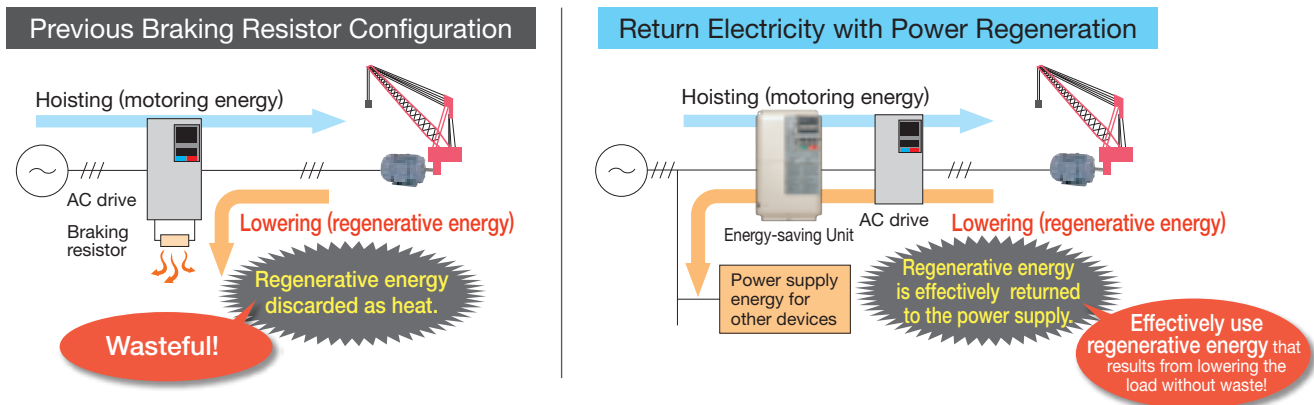 Previous Braking Resistor Configuration
Hoisting (motoring energy)
AC drive
Braking
resistor
Lowering (regenerative energy)
Regenerative energy
discarded as heat.
Wasteful!
Return Electricity with Power Regeneration
Hoisting (motoring energy)
Energy-saving Unit
AC drive
Lowering (regenerative energy)
Power supply
energy for
other devices
Regenerative energy
is effectively returned
to the power supply.
Effectively use
regenerative energy that
results from lowering the
load without waste!